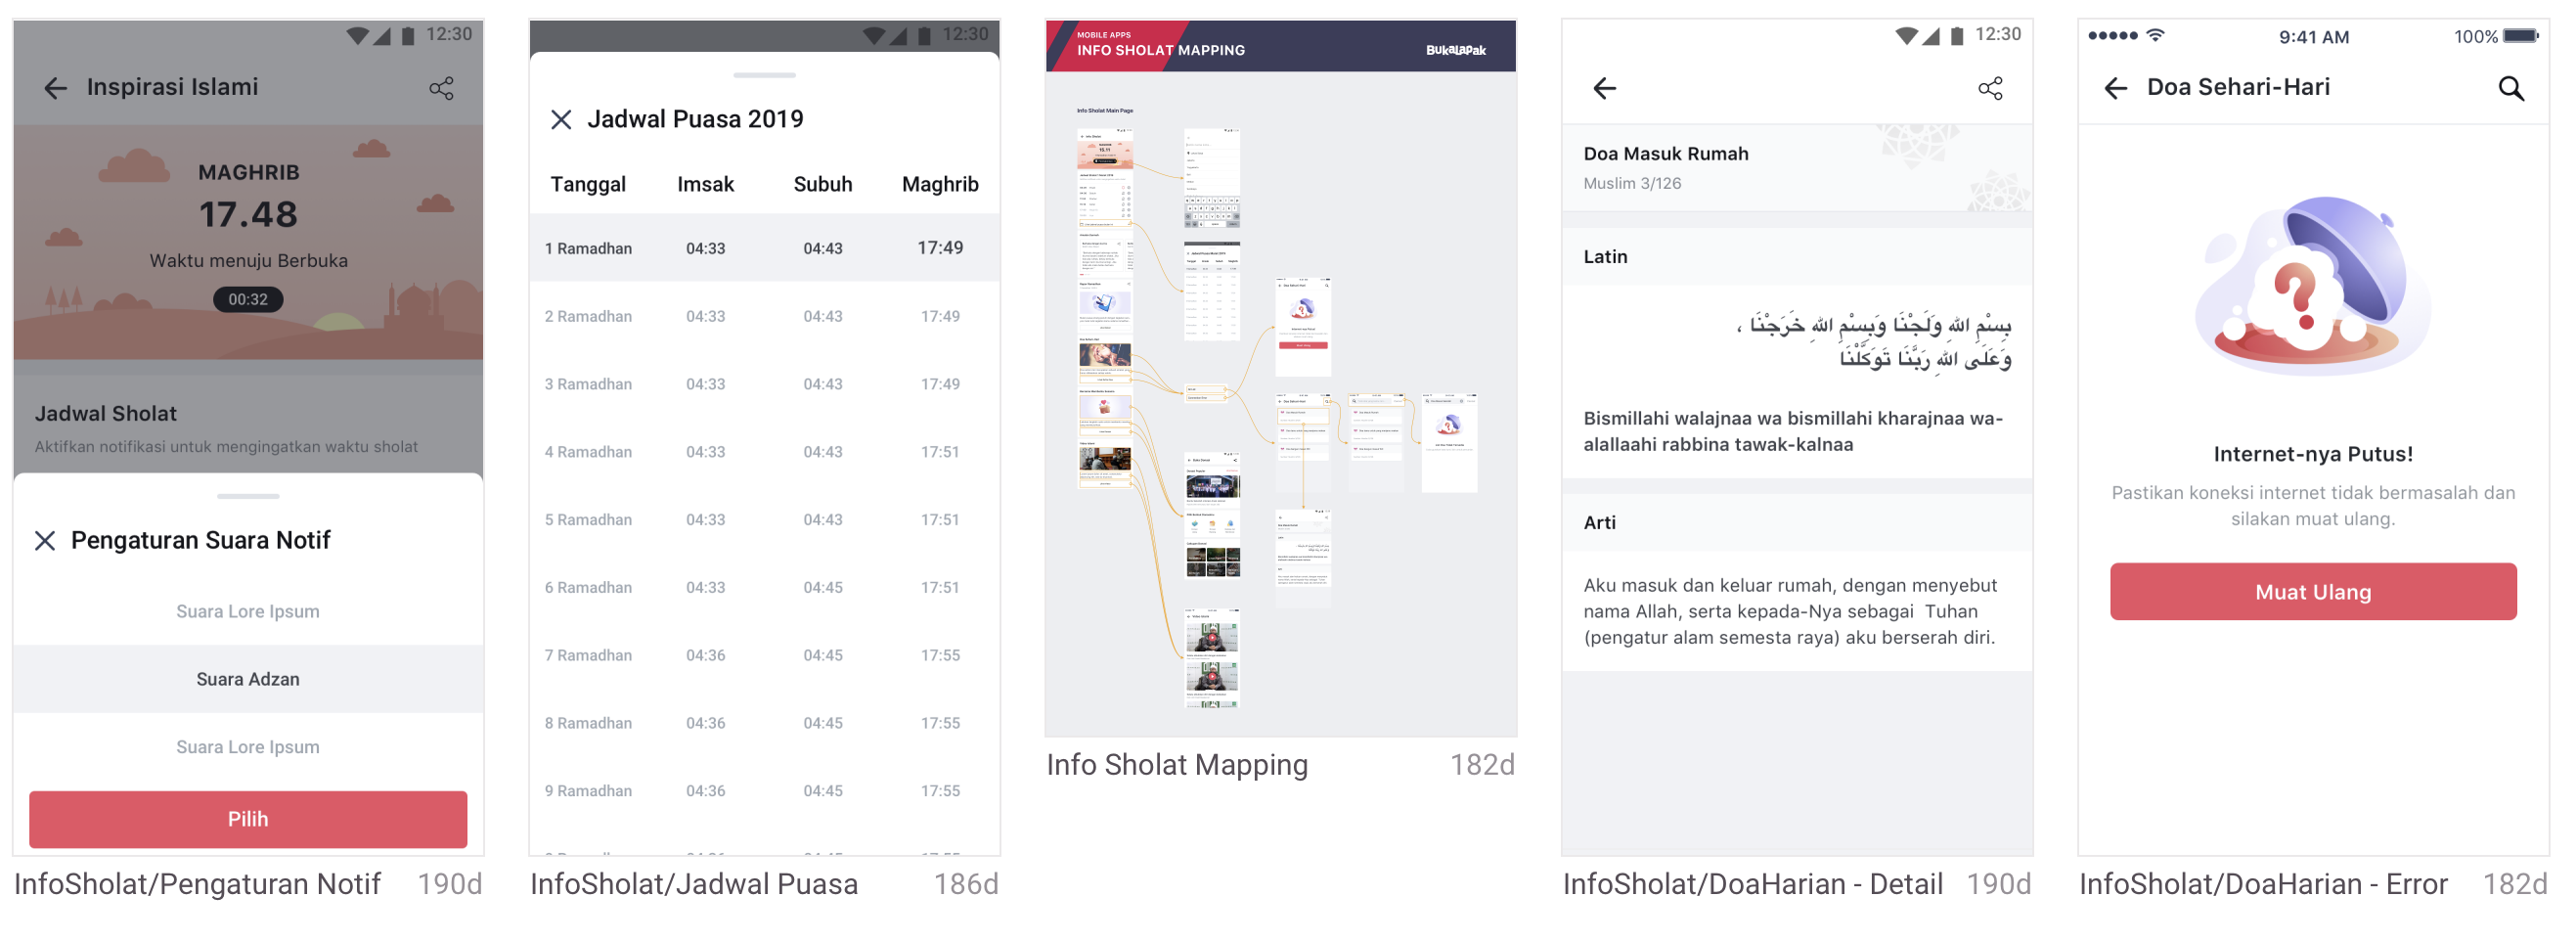 12:30
Inspirasi Islami
MAGHRIB
17.48
Waktu menuju Berbuka
00:32
Jadwal Sholat
Aktifkan notifikasi untuk mengingatkan waktu sholat
Pengaturan Suara Notif
Suara Lore Ipsum
Suara Adzan
Suara Lore Ipsum
Pilih
InfoSholat/Pengaturan Notif 190d
12:30
Jadwal Puasa 2019
Tanggal Imsak Subuh Maghrib
1 Ramadhan 04:33 04:43 17:49
2 Ramadhan 04:33 04:43 17:49
3 Ramadhan 04:33 04:43 17:49
4 Ramadhan 04:33 04:43 17:51
5 Ramadhan 04:33 04:43 17:51
6 Ramadhan 04:33 04:45 17:51
7 Ramadhan 04:36 04:45 17:55
8 Ramadhan 04:36 04:45 17:55
9 Ramadhan 04:36 04:45 17:55
InfoSholat/Jadwal Puasa 186d
MOBILE APPS
INFO SHOLAT MAPPING
BukaLapak
Info Sholat Main Page
Info Sholat Mapping 182d
12:30
Doa Masuk Rumah
Muslim 3/126
Latin
بِسْمِ اللهِ وَلَجْنَا وَبِسْمِ اللهِ خَرَجْنَا ،
وَعَلَى اللهِ رَبِّنَا تَوَكَّلْنَا
Bismillahi walajnaa wa bismillahi kharajnaa wa-
alallaahi rabbina tawak-kalnaa
Arti
Aku masuk dan keluar rumah, dengan menyebut
nama Allah, serta kepada-Nya sebagai Tuhan
(pengatur alam semesta raya) aku berserah diri.
InfoSholat/DoaHarian - Detail 190d
9:41 AM 100%
Doa Sehari-Hari
Internet-nya Putus!
Pastikan koneksi internet tidak bermasalah dan
silakan muat ulang.
Muat Ulang
InfoSholat/DoaHarian - Error 182d